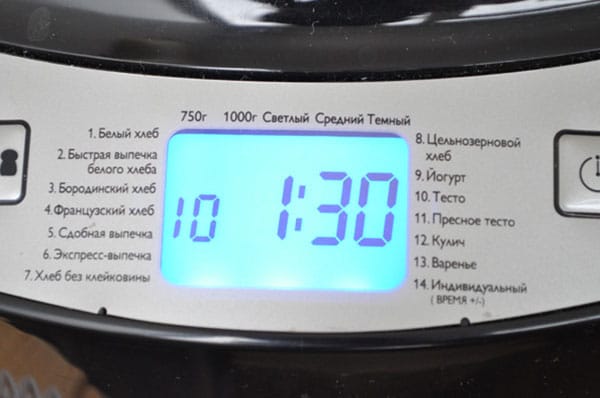 750г 1000г Светлый Средний Темный
1. Белый хлеб
2. Быстрая выпечка
белого хлеба
3. Бородинский хлеб
4. Французский хлеб
5. Сдобная выпечка
6. Экспресс-выпечка
7. Хлеб без клейковины
10 1:30
8. Цельнозерновой
хлеб
9. Йогурт
10. Тесто
11. Пресное тесто
12. Кулич
13. Варенье
14. Индивидуальный
( ВРЕМЯ +/-)